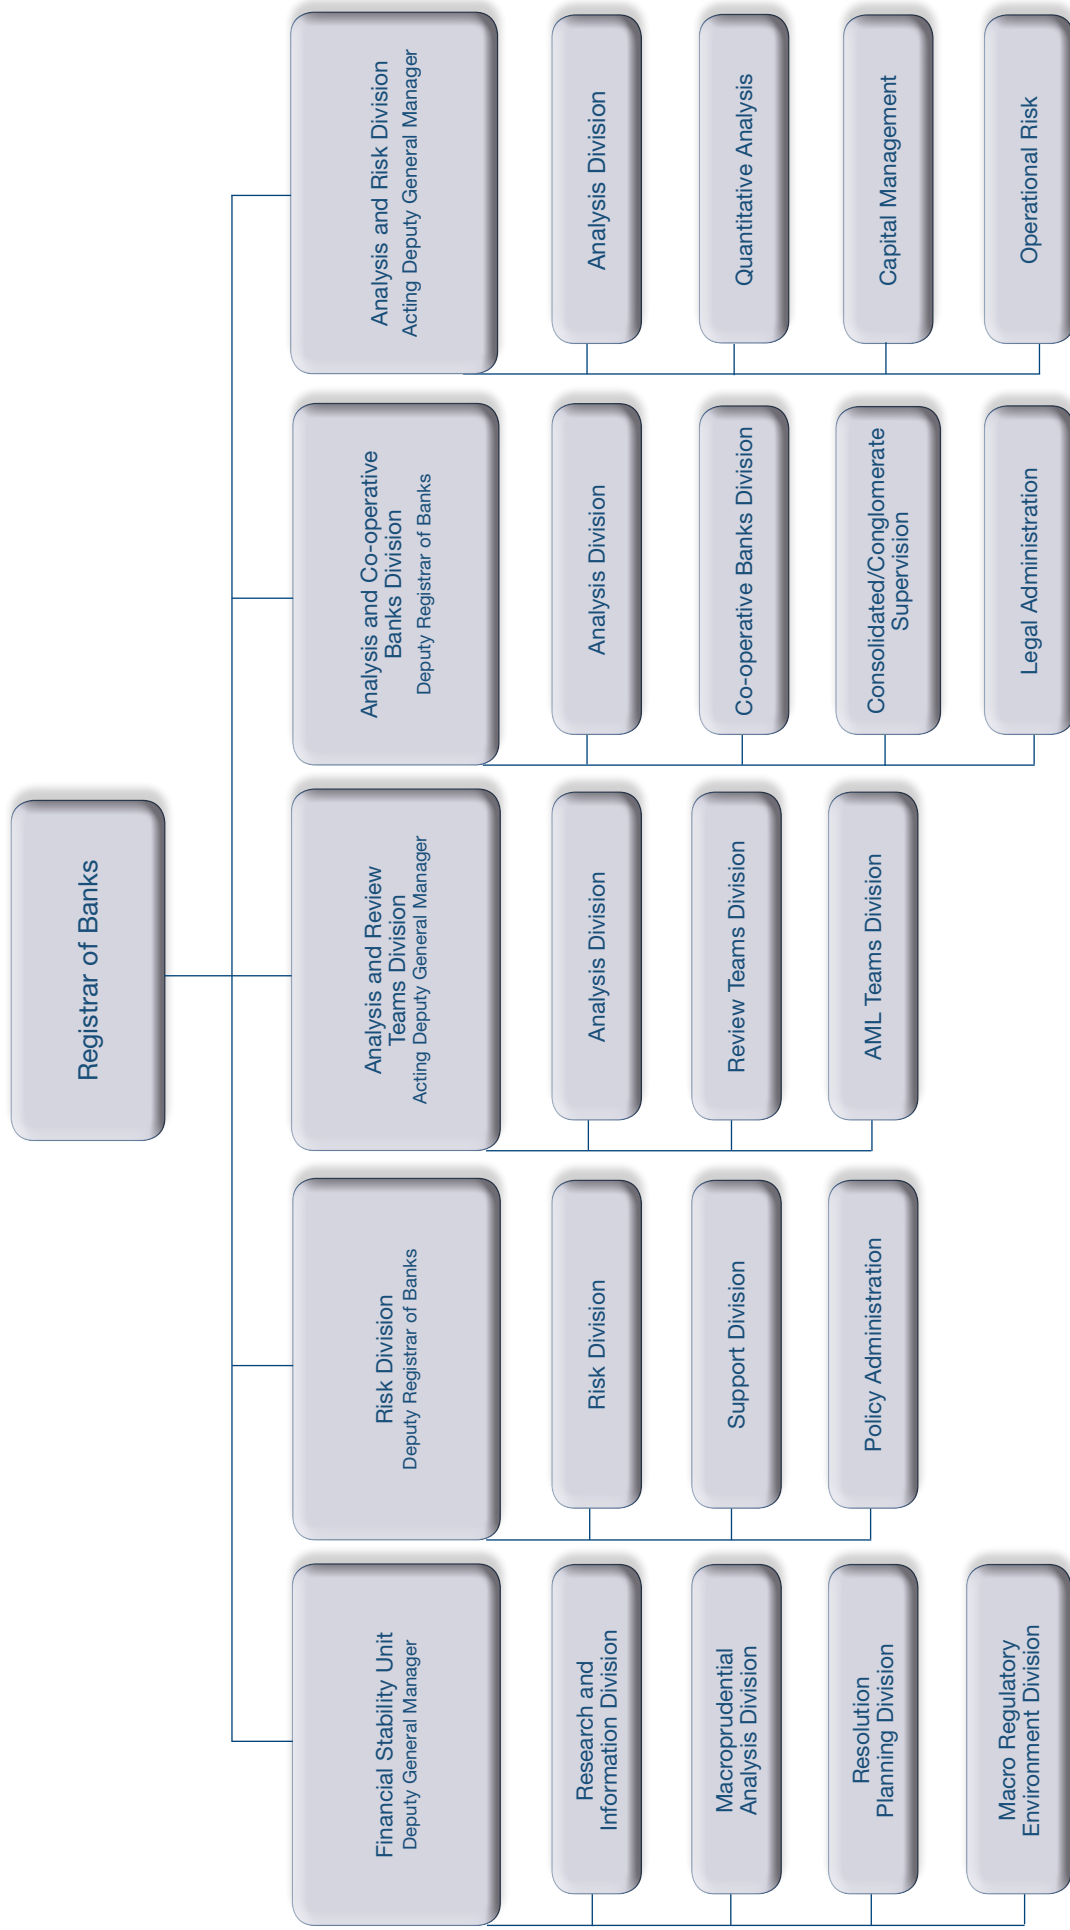 Registrar of Banks
Financial Stability Unit
Deputy General Manager
Research and
Information Division
Macroprudential
Analysis Division
Resolution
Planning Division
Macro Regulatory
Environment Division
Risk Division
Deputy Registrar of Banks
Risk Division
Support Division
Policy Administration
Analysis and Review
Teams Division
Acting Deputy General Manager
Analysis Division
Review Teams Division
AML Teams Division
Analysis and Co-operative
Banks Division
Deputy Registrar of Banks
Analysis Division
Co-operative Banks Division
Consolidated/Conglomerate
Supervision
Legal Administration
Analysis and Risk Division
Acting Deputy General Manager
Analysis Division
Quantitative Analysis
Capital Management
Operational Risk